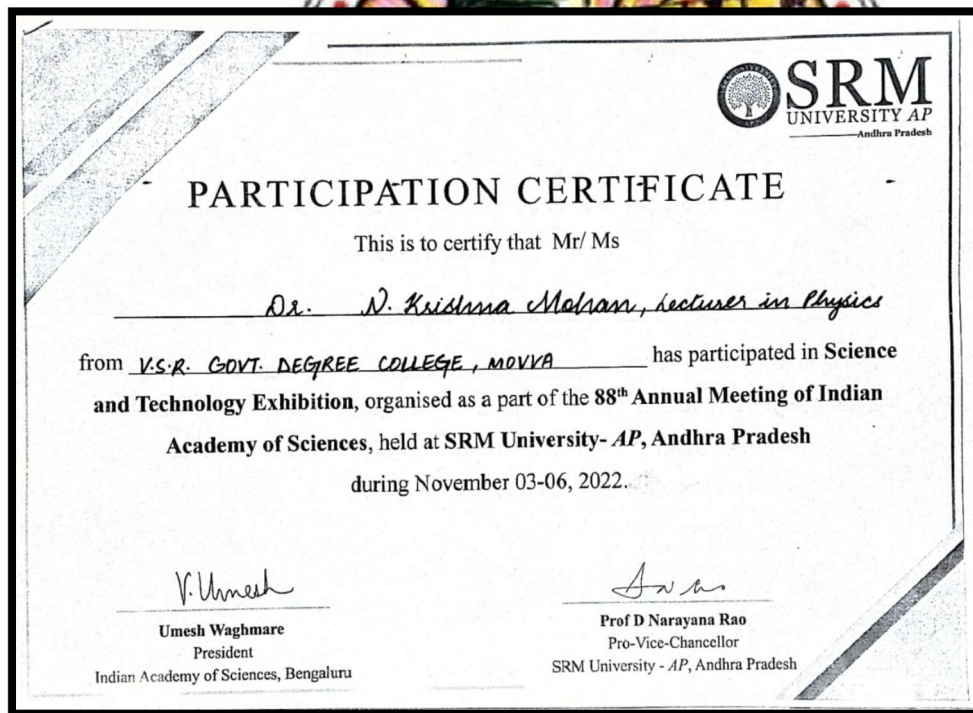 SRM
UNIVERSITY AP
Andhra Pradesh
PARTICIPATION CERTIFICATE
This is to certify that Mr/ Ms
Dr. N. Krishna Mohan, Lecturer in Physics
from V.S.R. GOVT. DEGREE COLLEGE, MOVVA has participated in Science
and Technology Exhibition, organised as a part of the 88th Annual Meeting of Indian
Academy of Sciences, held at SRM University- AP, Andhra Pradesh
during November 03-06, 2022.
V. Umesh
Umesh Waghmare
President
Indian Academy of Sciences, Bengaluru
Prof D Narayana Rao
Pro-Vice-Chancellor
SRM University - AP, Andhra Pradesh